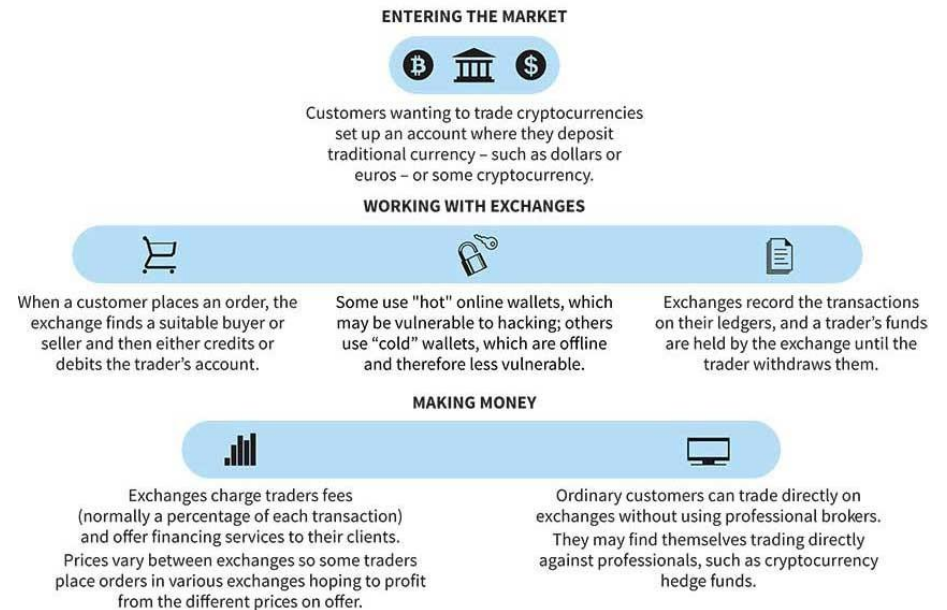 ENTERING THE MARKET
Customers wanting to trade cryptocurrencies
set up an account where they deposit
traditional currency – such as dollars or
euros – or some cryptocurrency.
WORKING WITH EXCHANGES
When a customer places an order, the
exchange finds a suitable buyer or
seller and then either credits or
debits the trader’s account.
Some use "hot" online wallets, which
may be vulnerable to hacking; others
use “cold” wallets, which are offline
and therefore less vulnerable.
Exchanges record the transactions
on their ledgers, and a trader’s funds
are held by the exchange until the
trader withdraws them.
MAKING MONEY
Exchanges charge traders fees
(normally a percentage of each transaction)
and offer financing services to their clients.
Prices vary between exchanges so some traders
place orders in various exchanges hoping to profit
from the different prices on offer.
Ordinary customers can trade directly on
exchanges without using professional brokers.
They may find themselves trading directly
against professionals, such as cryptocurrency
hedge funds.